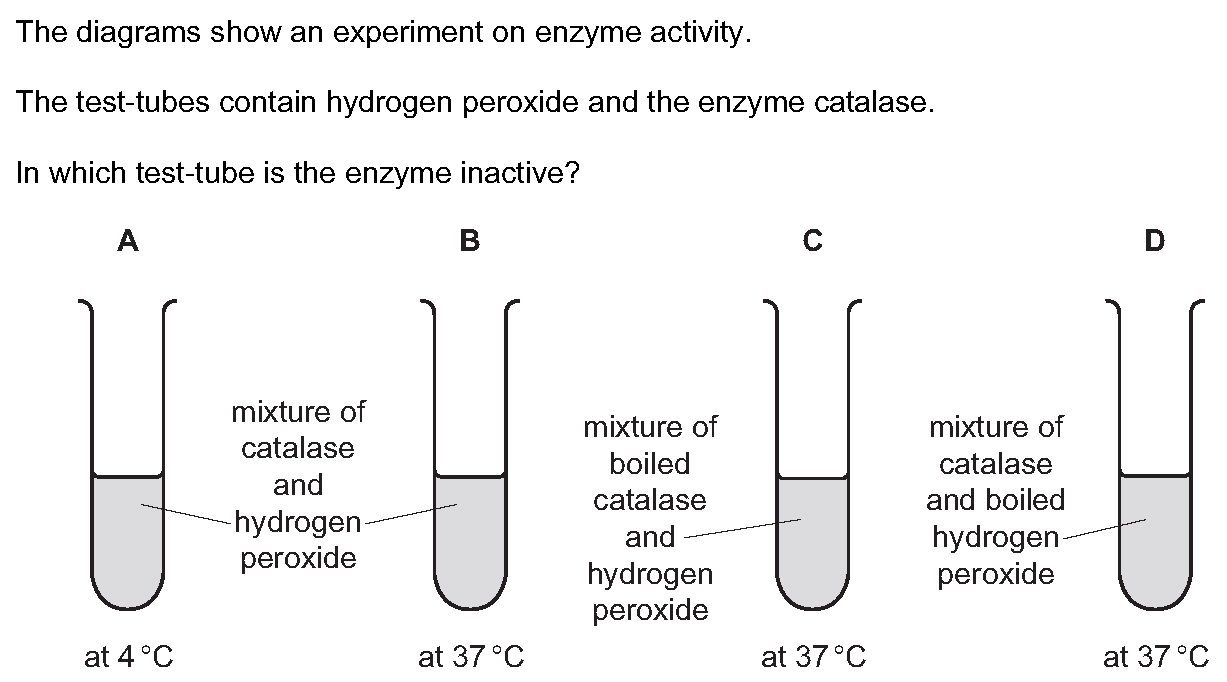 The diagrams show an experiment on enzyme activity.
The test-tubes contain hydrogen peroxide and the enzyme catalase.
In which test-tube is the enzyme inactive?
A
B
C
D
mixture of
catalase
and
hydrogen
peroxide
mixture of
boiled
catalase
and
hydrogen
peroxide
mixture of
catalase
and boiled
hydrogen
peroxide
at 4 °C
at 37 °C
at 37 °C
at 37 °C